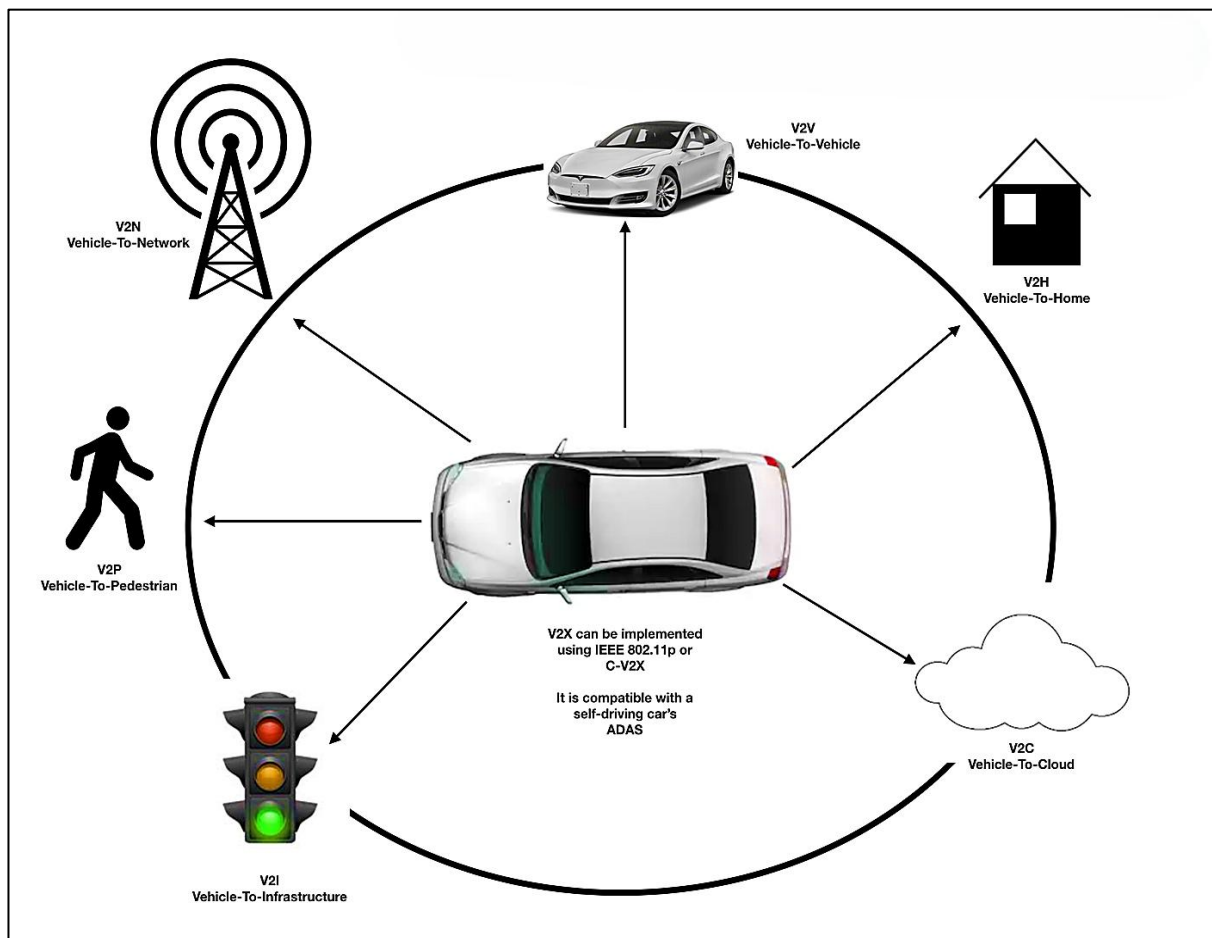 V2V
Vehicle-To-Vehicle
V2N
Vehicle-To-Network
V2H
Vehicle-To-Home
V2P
Vehicle-To-Pedestrian
V2X can be implemented
using IEEE 802.11p or
C-V2X
It is compatible with a
self-driving car's
ADAS
V2C
Vehicle-To-Cloud
V2I
Vehicle-To-Infrastructure